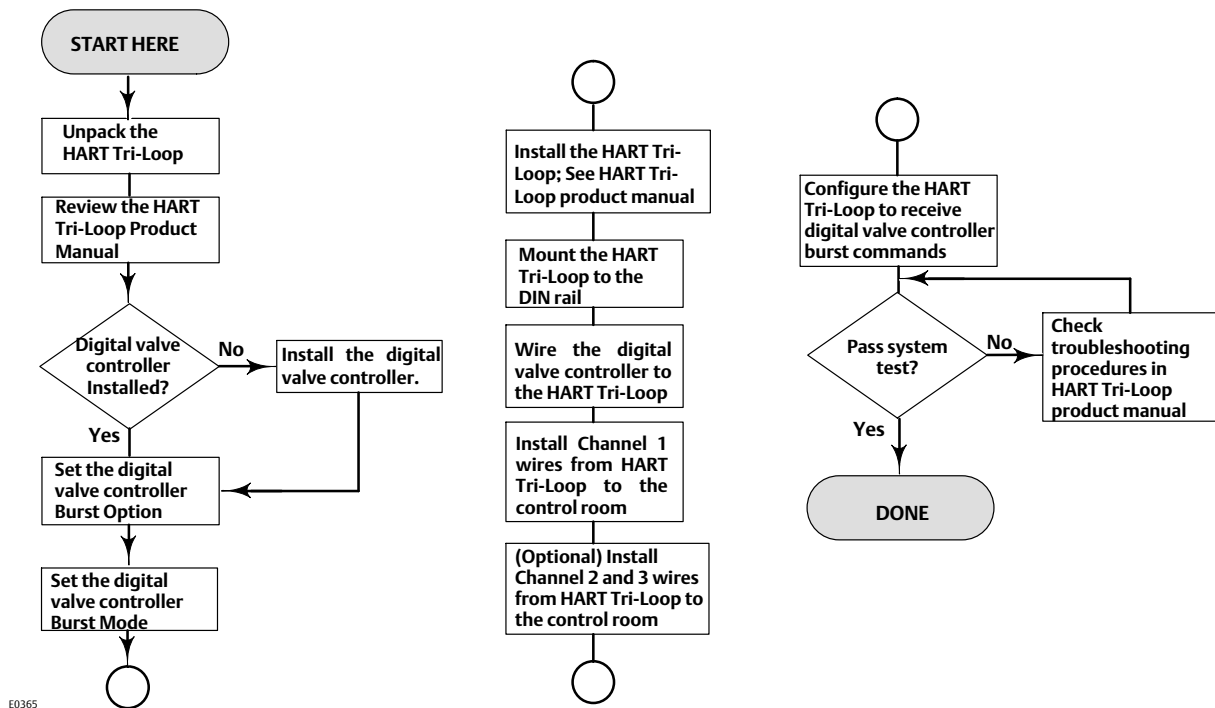 START HERE
Unpack the
HART Tri-Loop
Review the HART
Tri-Loop Product
Manual
Digital valve
controller
Installed?
No
Install the digital
valve controller.
Yes
Set the digital
valve controller
Burst Option
Set the digital
valve controller
Burst Mode
E0365
Install the HART Tri-
Loop; See HART Tri-
Loop product manual
Mount the HART
Tri-Loop to the
DIN rail
Wire the digital
valve controller to
the HART Tri-Loop
Install Channel 1
wires from HART
Tri-Loop to the
control room
(Optional) Install
Channel 2 and 3 wires
from HART Tri-Loop to
the control room
Configure the HART
Tri-Loop to receive
digital valve controller
burst commands
Pass system
test?
No
Check
troubleshooting
procedures in
HART Tri-Loop
product manual
Yes
DONE